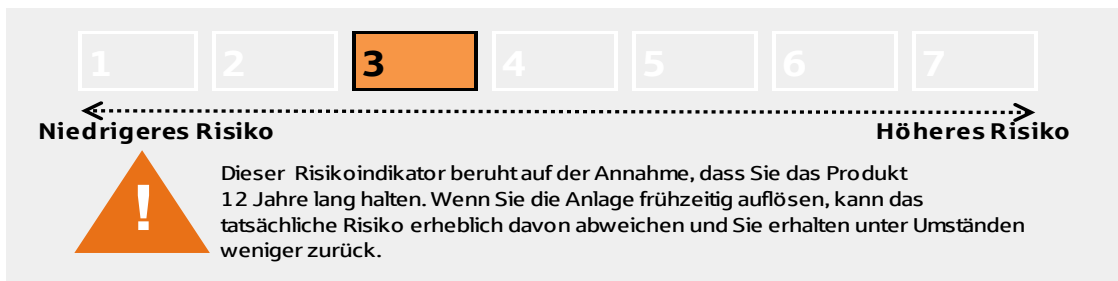 1 2 3 4 5 6 7
Niedrigeres Risiko Höheres Risiko
!
Dieser Risikoindikator beruht auf der Annahme, dass Sie das Produkt
12 Jahre lang halten. Wenn Sie die Anlage frühzeitig auflösen, kann das
tatsächliche Risiko erheblich davon abweichen und Sie erhalten unter Umständen
weniger zurück.